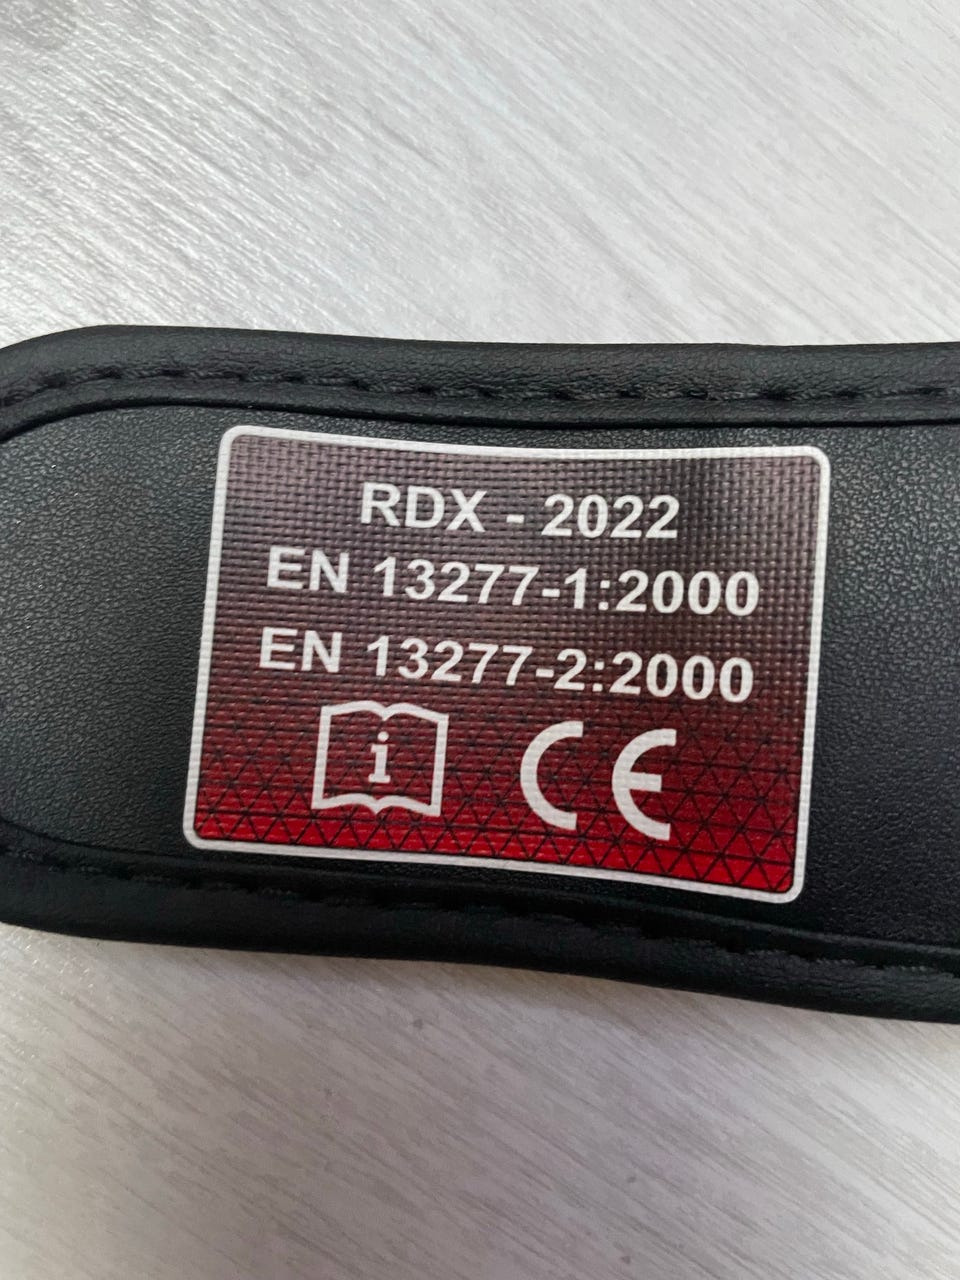 RDX - 2022
EN 13277-1:2000
EN 13277-2:2000
i CE